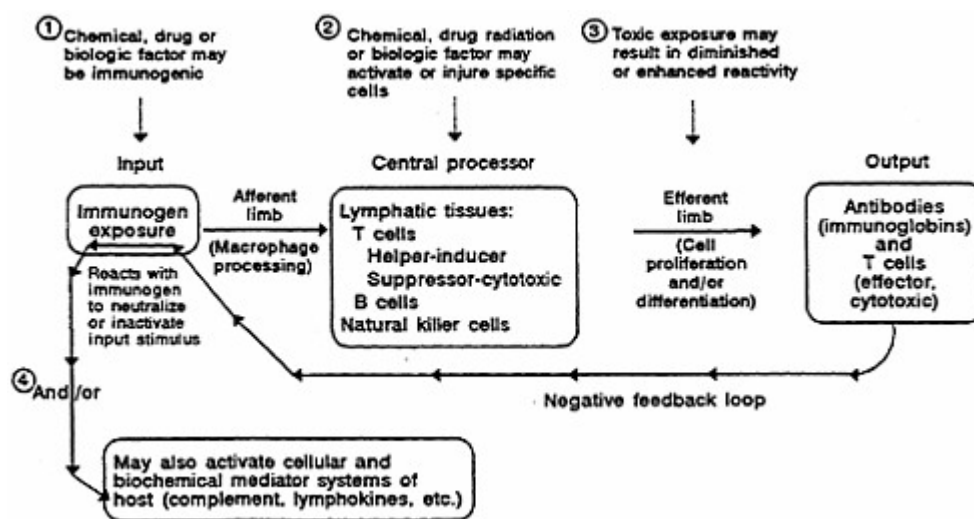 ① Chemical, drug or
biologic factor may
be immunogenic
② Chemical, drug radiation
or biologic factor may
activate or injure specific
cells
③ Toxic exposure may
result in diminished
or enhanced reactivity
Input
Immunogen
exposure
Afferent
limb
(Macrophage
processing)
Central processor
Lymphatic tissues:
T cells
Helper-inducer
Suppressor-cytotoxic
B cells
Natural killer cells
Efferent
limb
(Cell
proliferation
and/or
differentiation)
Output
Antibodies
(immunoglobins)
and
T cells
(effector,
cytotoxic)
Reacts with
immunogen
to neutralize
or inactivate
input stimulus
Negative feedback loop
④ And/or
May also activate cellular and
biochemical mediator systems of
host (complement, lymphokines, etc.)